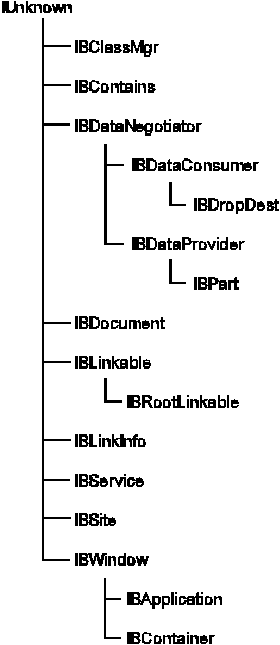 IUnknown
IBClassMgr
IBContains
IBDataNegotiator
IBDataConsumer
IBDropDest
IBDataProvider
IBPart
IBDocument
IBLinkable
IBRootLinkable
IBLinkInfo
IBService
IBSite
IBWindow
IBApplication
IBContainer